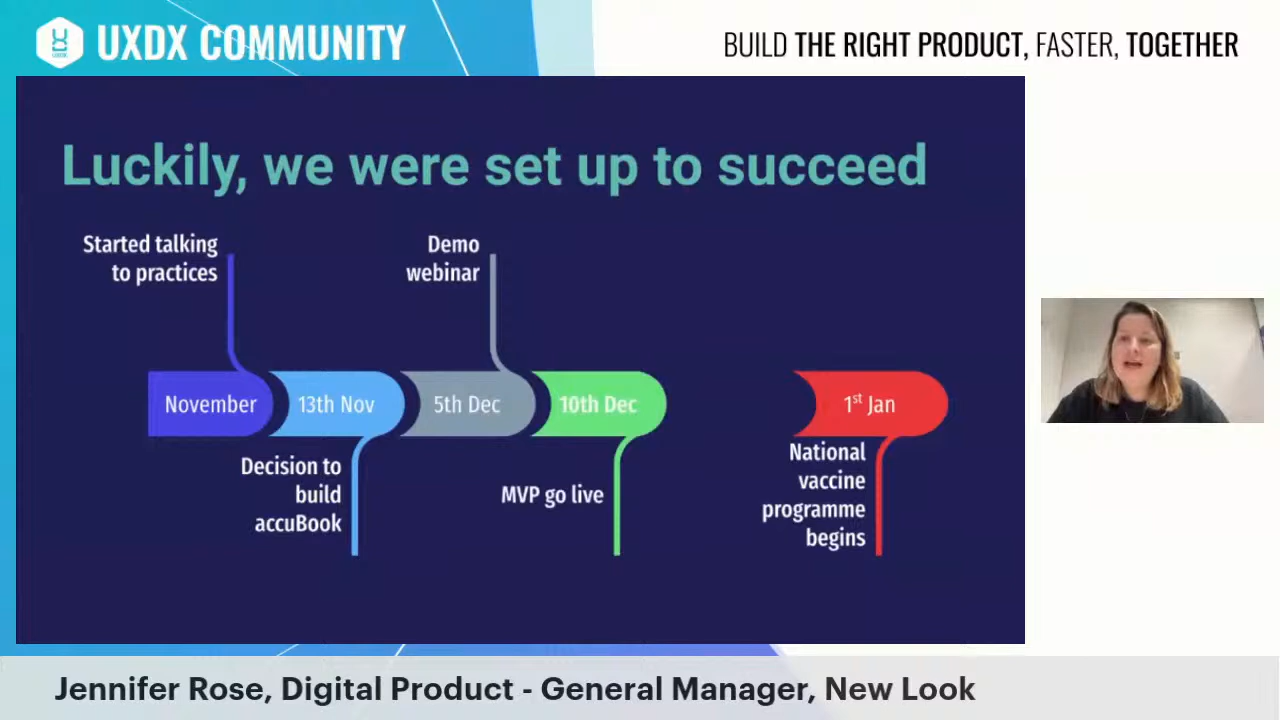 UXDX COMMUNITY
BUILD THE RIGHT PRODUCT, FASTER, TOGETHER
Luckily, we were set up to succeed
Started talking
to practices
Demo
webinar
November
13th Nov
5th Dec
10th Dec
1st Jan
Decision to
build
accuBook
MVP go live
National
vaccine
programme
begins
Jennifer Rose, Digital Product - General Manager, New Look